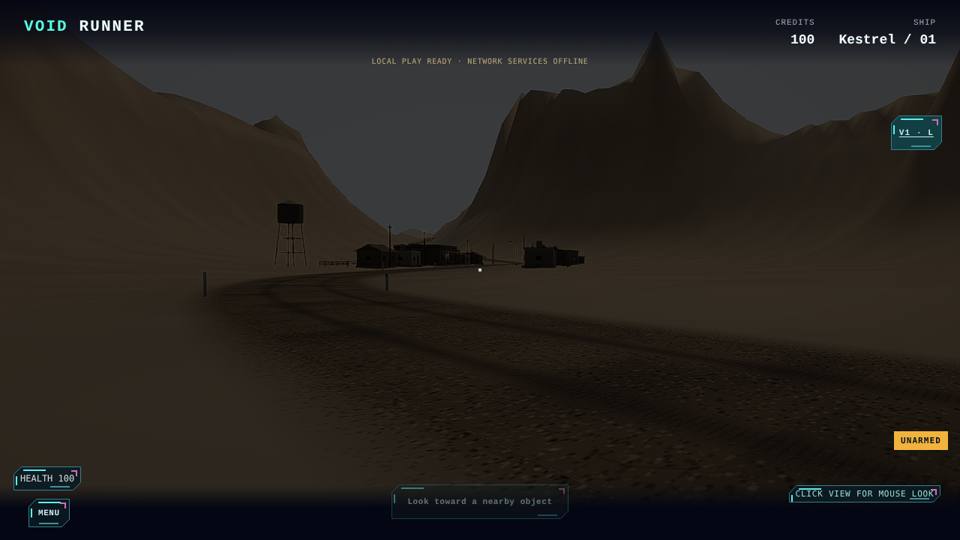 VOID RUNNER
CREDITS
100
SHIP
Kestrel / 01
LOCAL PLAY READY · NETWORK SERVICES OFFLINE
V1 · L
UNARMED
HEALTH 100
MENU
Look toward a nearby object
CLICK VIEW FOR MOUSE LOOK